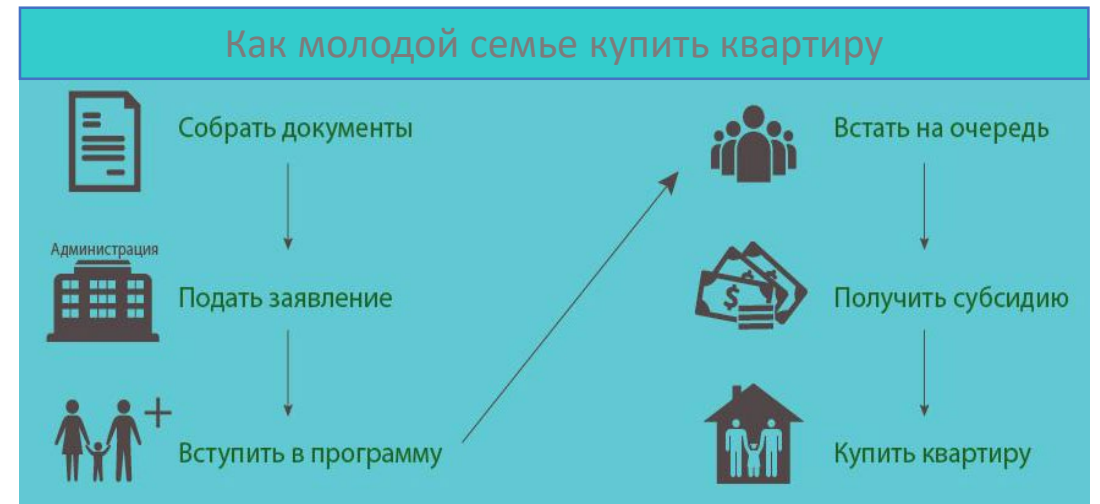 Как молодой семье купить квартиру
Собрать документы
Администрация
Подать заявление
Вступить в программу
Встать на очередь
Получить субсидию
Купить квартиру